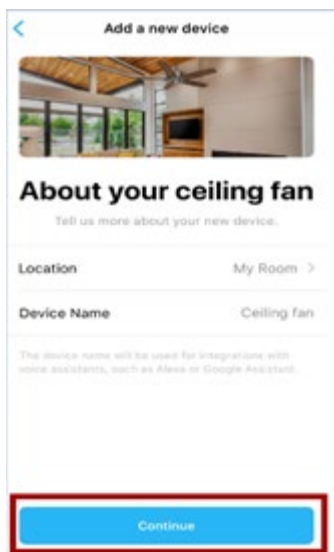 Add a new device
About your ceiling fan
Tell us more about your new device.
Location My Room
Device Name Ceiling fan
The device name will be used for integrations with
voice assistants, such as Alexa or Google Assistant.
Continue